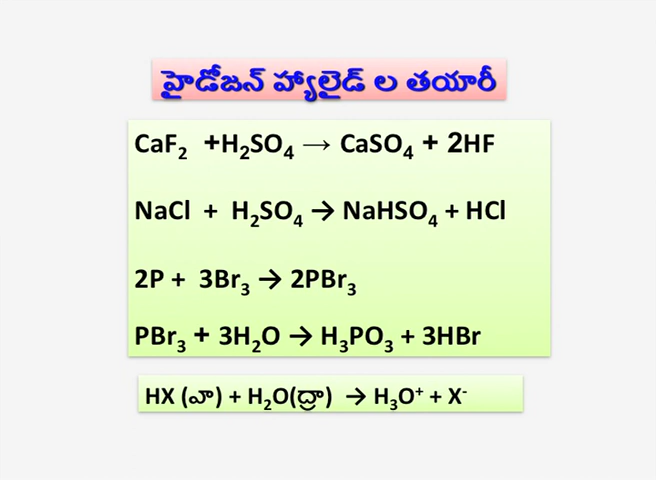 హైడ్రోజన్ హ్యాలైడ్ ల తయారీ
CaF₂ +H₂SO₄ → CaSO₄ + 2HF
NaCl + H₂SO₄ → NaHSO₄ + HCl
2P + 3Br₃ → 2PBr₃
PBr₃ + 3H₂O → H₃PO₃ + 3HBr
HX (వా) + H₂O(ద్రా) → H₃O⁺ + X⁻